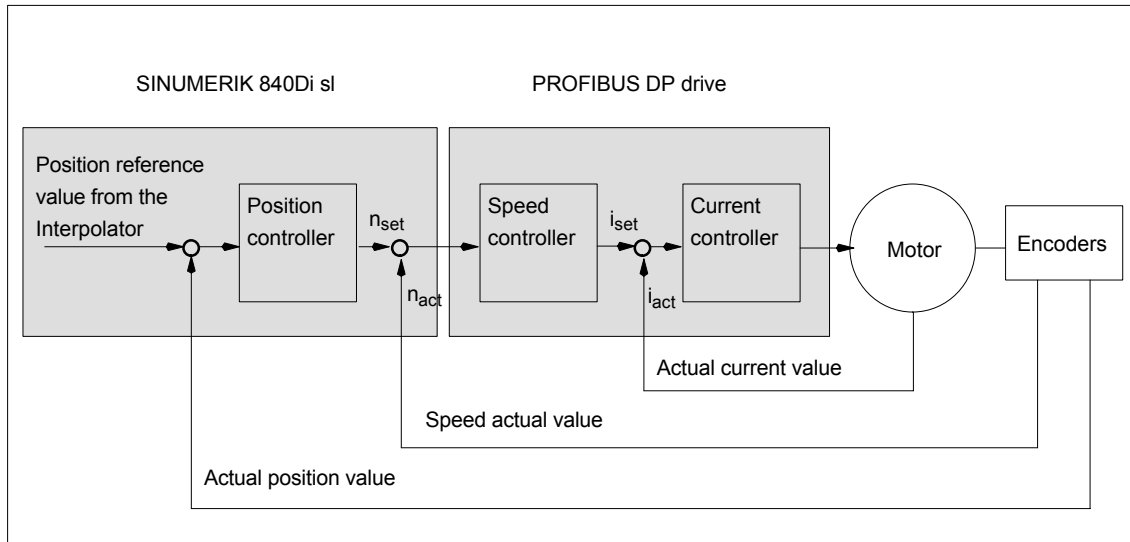 SINUMERIK 840Di sl
PROFIBUS DP drive
Position reference
value from the
Interpolator
Position
controller
nset
nact
Speed
controller
iset
iact
Current
controller
Motor
Encoders
Actual current value
Speed actual value
Actual position value